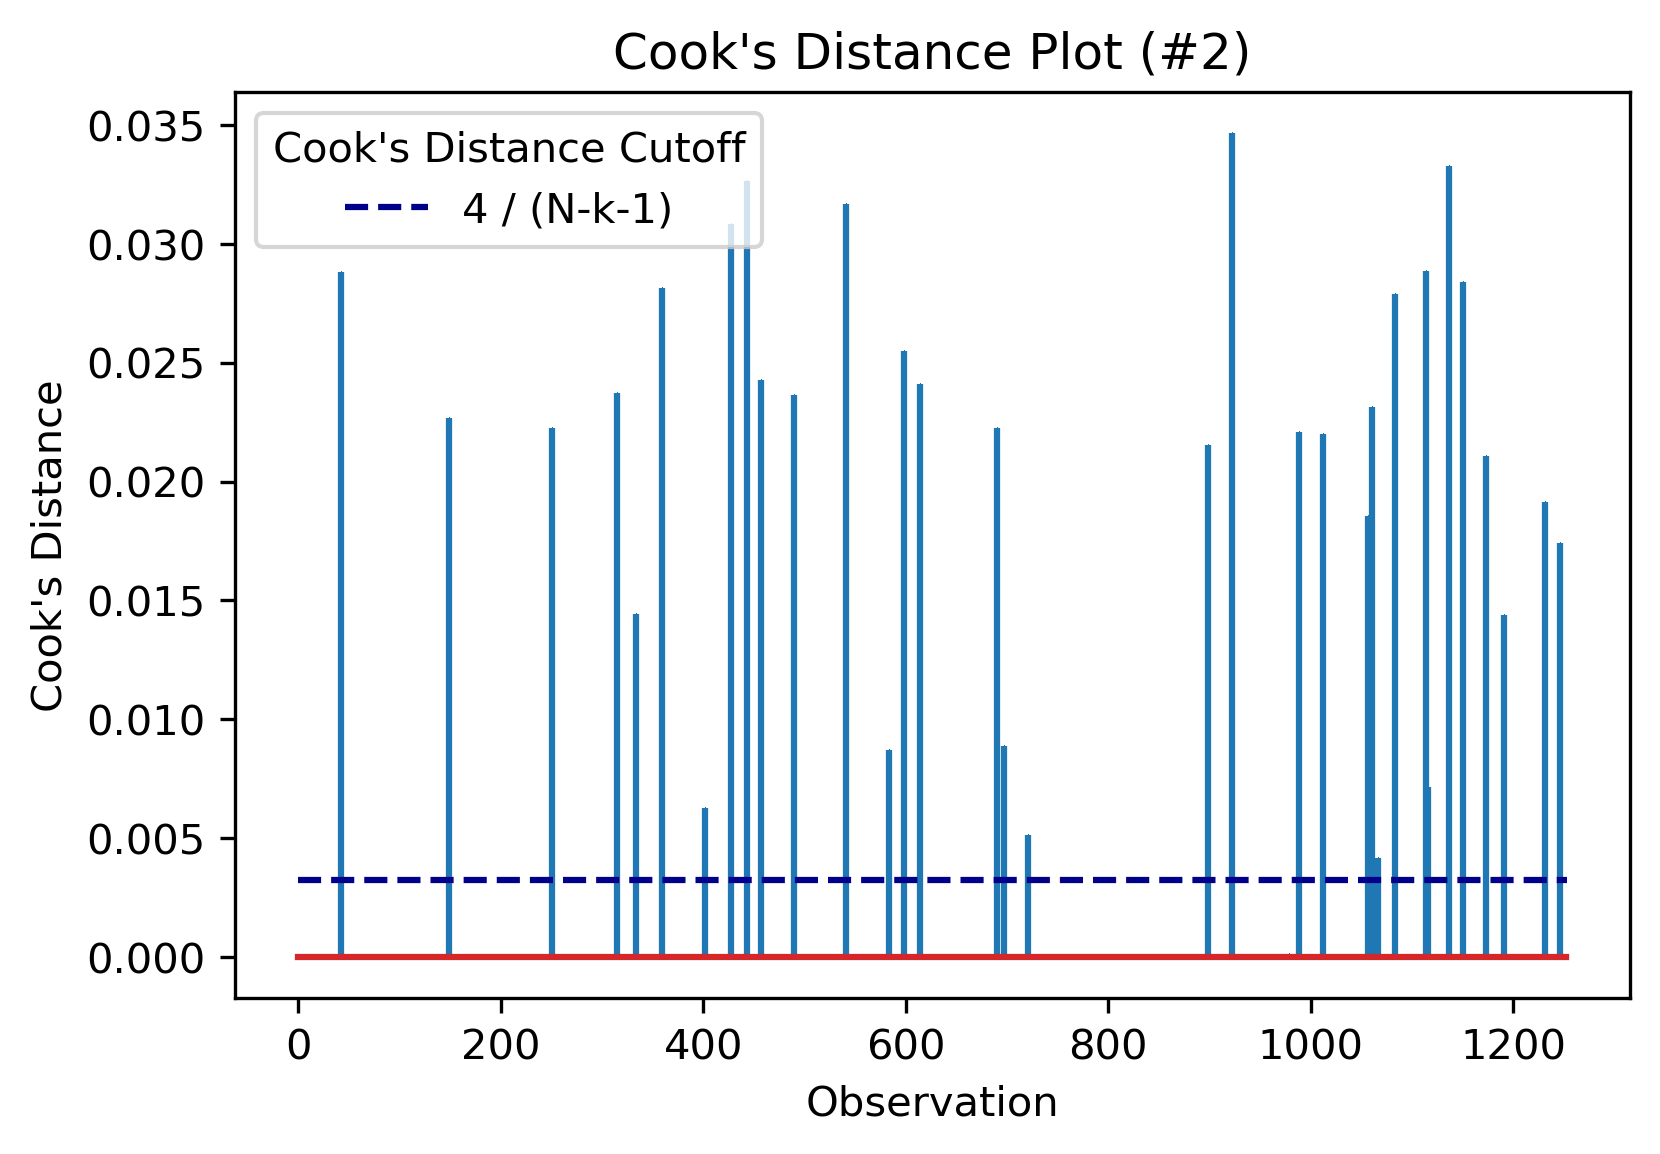 Cook's Distance Plot (#2)
Cook's Distance Cutoff
4 / (N-k-1)
Cook's Distance
0.035
0.030
0.025
0.020
0.015
0.010
0.005
0.000
0 200 400 600 800 1000 1200
Observation